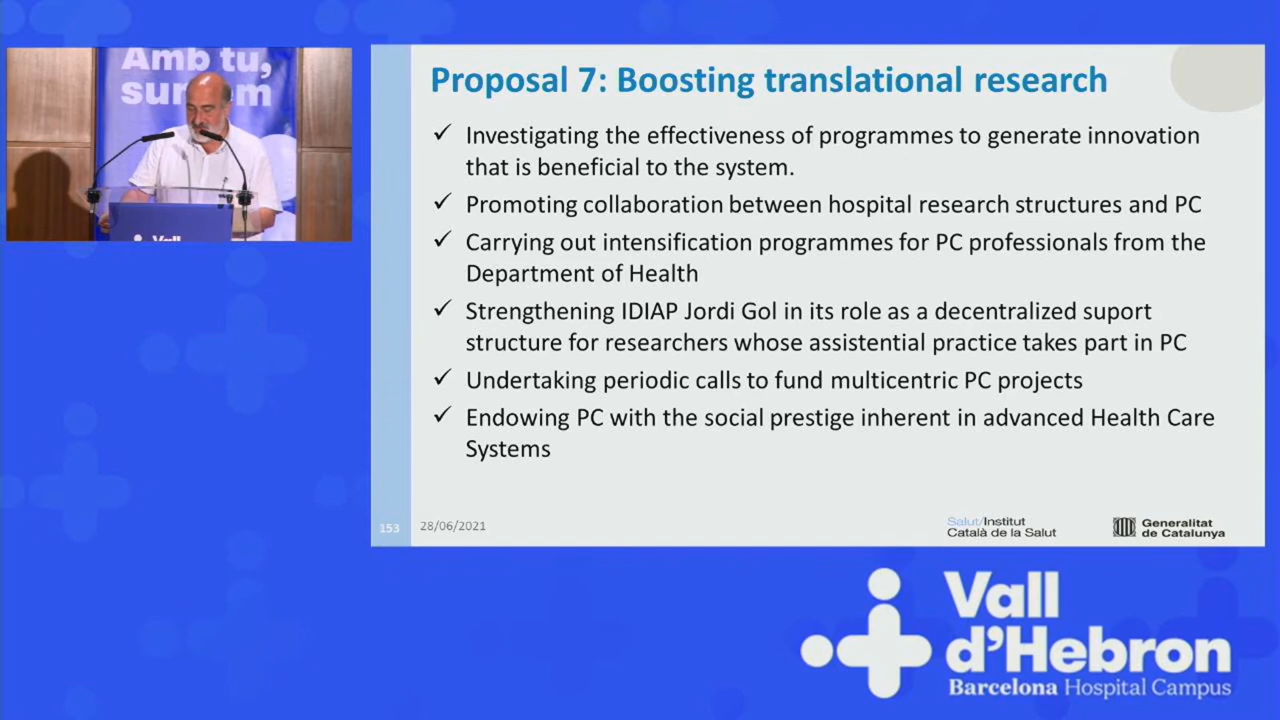 Amb tu,
Proposal 7: Boosting translational research
✓ Investigating the effectiveness of programmes to generate innovation
that is beneficial to the system.
✓ Promoting collaboration between hospital research structures and PC
✓ Carrying out intensification programmes for PC professionals from the
Department of Health
✓ Strengthening IDIAP Jordi Gol in its role as a decentralized suport
structure for researchers whose assistential practice takes part in PC
✓ Undertaking periodic calls to fund multicentric PC projects
✓ Endowing PC with the social prestige inherent in advanced Health Care
Systems
153
28/06/2021
Salut/Institut
Català de la Salut
Generalitat
de Catalunya
Vall
Vall
d'Hebron
Barcelona Hospital Campus